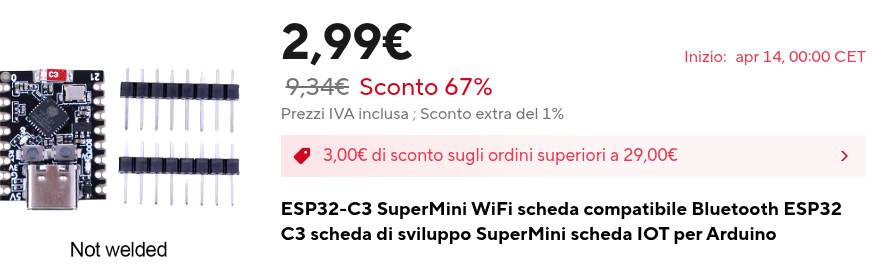 2,99€
Inizio: apr 14, 00:00 CET
9,34€ Sconto 67%
Prezzi IVA inclusa ; Sconto extra del 1%
3,00€ di sconto sugli ordini superiori a 29,00€
ESP32-C3 SuperMini WiFi scheda compatibile Bluetooth ESP32
C3 scheda di sviluppo SuperMini scheda IOT per Arduino
C3
21
Not welded